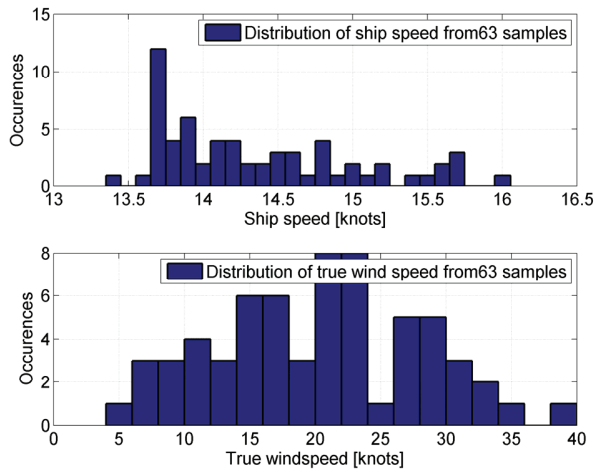 Distribution of ship speed from63 samples
15
10
5
0
Occurences
13 13.5 14 14.5 15 15.5 16 16.5
Ship speed [knots]
Distribution of true wind speed from63 samples
8
6
4
2
0
Occurences
0 5 10 15 20 25 30 35 40
True windspeed [knots]